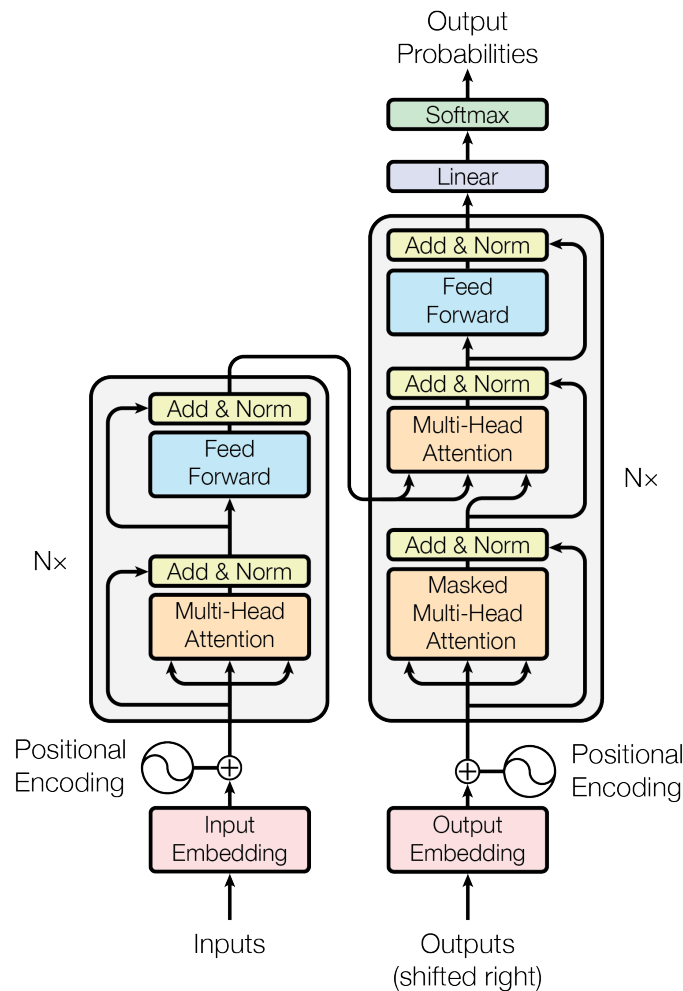 Output
Probabilities
Softmax
Linear
Add & Norm
Feed
Forward
Add & Norm
Multi-Head
Attention
Nx
Add & Norm
Masked
Multi-Head
Attention
Positional
Encoding
Output
Embedding
Outputs
(shifted right)
Add & Norm
Feed
Forward
N×
Add & Norm
Multi-Head
Attention
Positional
Encoding
Input
Embedding
Inputs